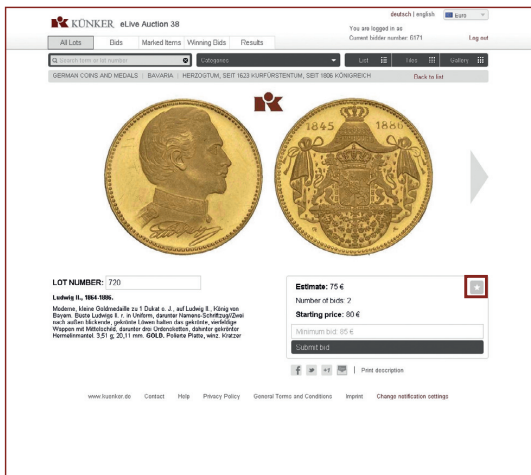 deutsch | english Euro
KÜNKER eLive Auction 38
You are logged in as
Current bidder number: 6171 Log out
All Lots Bids Marked Items Winning Bids Results
Search term or lot number Categories List Tiles Gallery
GERMAN COINS AND MEDALS | BAVARIA | HERZOGTUM, SEIT 1623 KURFÜRSTENTUM, SEIT 1806 KÖNIGREICH Back to list
1845 1886
LOT NUMBER: 720
Ludwig II., 1864-1886.
Moderne, kleine Goldmedaille zu 1 Dukat o. J., auf Ludwig II., König von
Bayern. Büste Ludwigs II. r. in Uniform, darunter Namens-Schriftzug//Zwei
nach außen blickende, gekrönte Löwen halten das gekrönte, vierfeldige
Wappen mit Mittelschild, darunter drei Ordensketten, dahinter gekrönter
Hermelinmantel. 3,51 g, 20,11 mm. GOLD. Polierte Platte, winz. Kratzer
Estimate: 75 €
Number of bids: 2
Starting price: 80 €
Minimum bid: 85 €
Submit bid
Print description
www.kuenker.de Contact Help Privacy Policy General Terms and Conditions Imprint Change notification settings